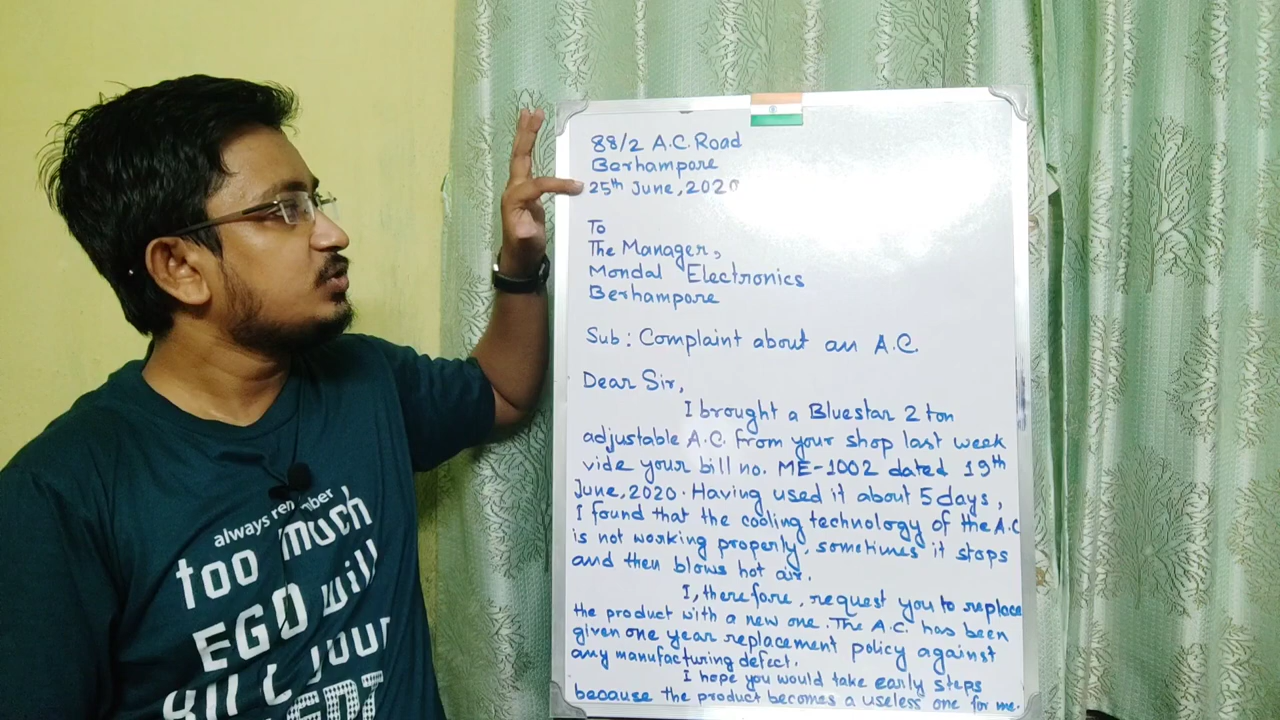 88/2 A.C. Road
Berhampore
25th June, 2020
To
The Manager,
Mondal Electronics
Berhampore
Sub: Complaint about an A.C.
Dear Sir,
I brought a Bluestar 2 ton
adjustable A.C. from your shop last week
vide your bill no. ME-1002 dated 19th
June, 2020. Having used it about 5 days,
I found that the cooling technology of the A.C
is not working properly, sometimes it stops
and then blows hot air.
I, therefore, request you to replace
the product with a new one. The A.C. has been
given one year replacement policy against
any manufacturing defect.
I hope you would take early steps
because the product becomes a useless one for me.
always remember
too much
EGO will
KILL your